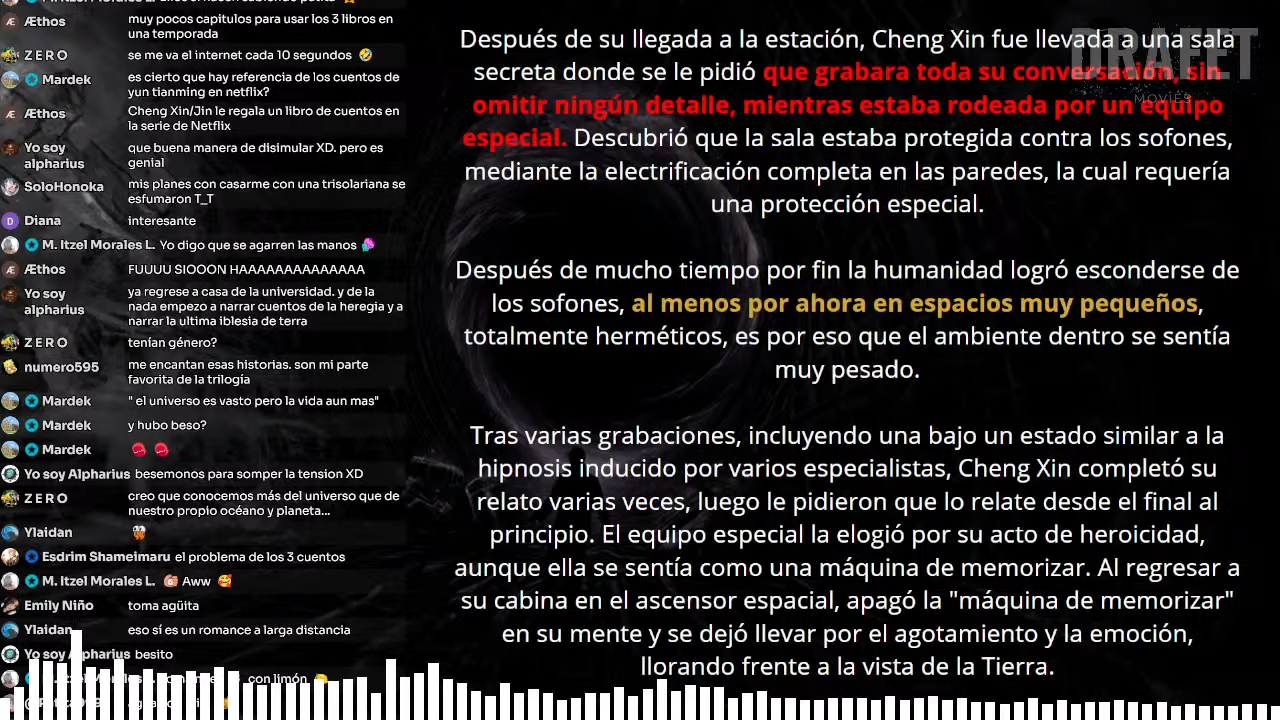 Æthos muy pocos capitulos para usar los 3 libros en
una temporada
Z E R O se me va el internet cada 10 segundos 🤣
Mardek es cierto que hay referencia de los cuentos de
yun tianming en netflix?
Æthos Cheng Xin/Jin le regala un libro de cuentos en
la serie de Netflix
Yo soy alpharius que buena manera de disimular XD. pero es
genial
SoloHonoka mis planes con casarme con una trisolariana se
esfumaron T_T
Diana interesante
M. Itzel Morales L. Yo digo que se agarren las manos
Æthos FUUUU SIOOON HAAAAAAAAAAAAAA
Yo soy alpharius ya regrese a casa de la universidad. y de la
nada empezo a narrar cuentos de la heregia y a
narrar la ultima iblesia de terra
Z E R O tenían género?
numero595 me encantan esas historias. son mi parte
favorita de la trilogía
Mardek " el universo es vasto pero la vida aun mas"
Mardek y hubo beso?
Mardek
Yo soy Alpharius besemonos para somper la tension XD
Z E R O creo que conocemos más del universo que de
nuestro propio océano y planeta...
Ylaidan
Esdrim Shameimaru el problema de los 3 cuentos
M. Itzel Morales L. Aww 🥰
Emily Niño toma agüita
Ylaidan eso sí es un romance a larga distancia
Yo soy Alpharius besito
con limón
DRAFET
MOVIES
Después de su llegada a la estación, Cheng Xin fue llevada a una sala
secreta donde se le pidió que grabara toda su conversación, sin
omitir ningún detalle, mientras estaba rodeada por un equipo
especial. Descubrió que la sala estaba protegida contra los sofones,
mediante la electrificación completa en las paredes, la cual requería
una protección especial.
Después de mucho tiempo por fin la humanidad logró esconderse de
los sofones, al menos por ahora en espacios muy pequeños,
totalmente herméticos, es por eso que el ambiente dentro se sentía
muy pesado.
Tras varias grabaciones, incluyendo una bajo un estado similar a la
hipnosis inducido por varios especialistas, Cheng Xin completó su
relato varias veces, luego le pidieron que lo relate desde el final al
principio. El equipo especial la elogió por su acto de heroicidad,
aunque ella se sentía como una máquina de memorizar. Al regresar a
su cabina en el ascensor espacial, apagó la "máquina de memorizar"
en su mente y se dejó llevar por el agotamiento y la emoción,
llorando frente a la vista de la Tierra.